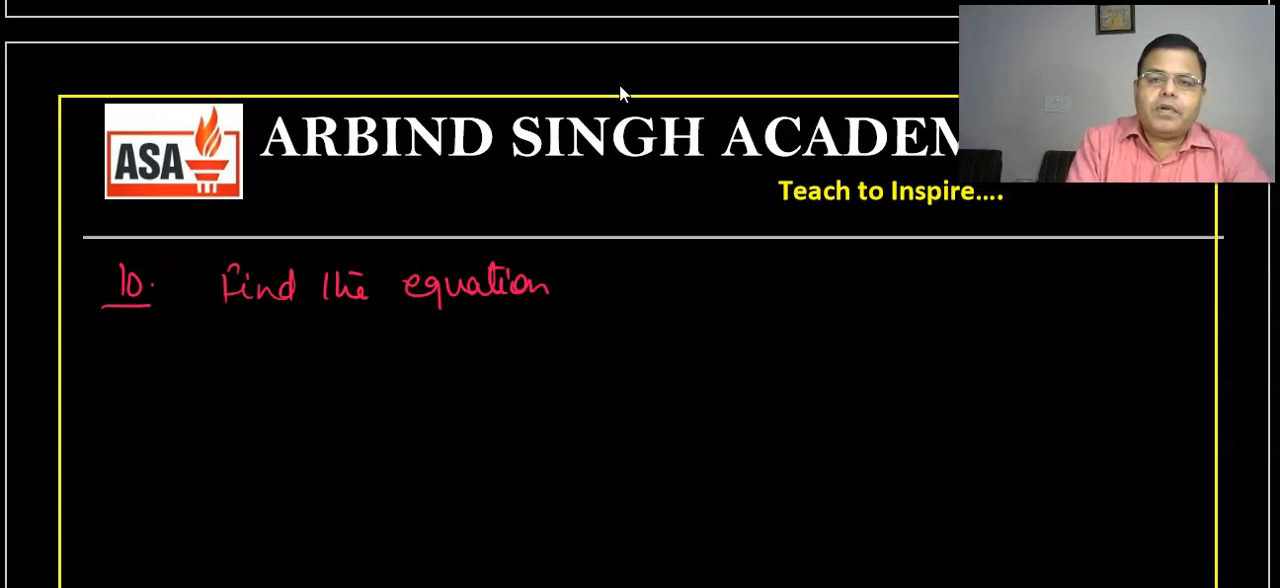 ARBIND SINGH ACADEM
ASA
Teach to Inspire....
10. Find the equation